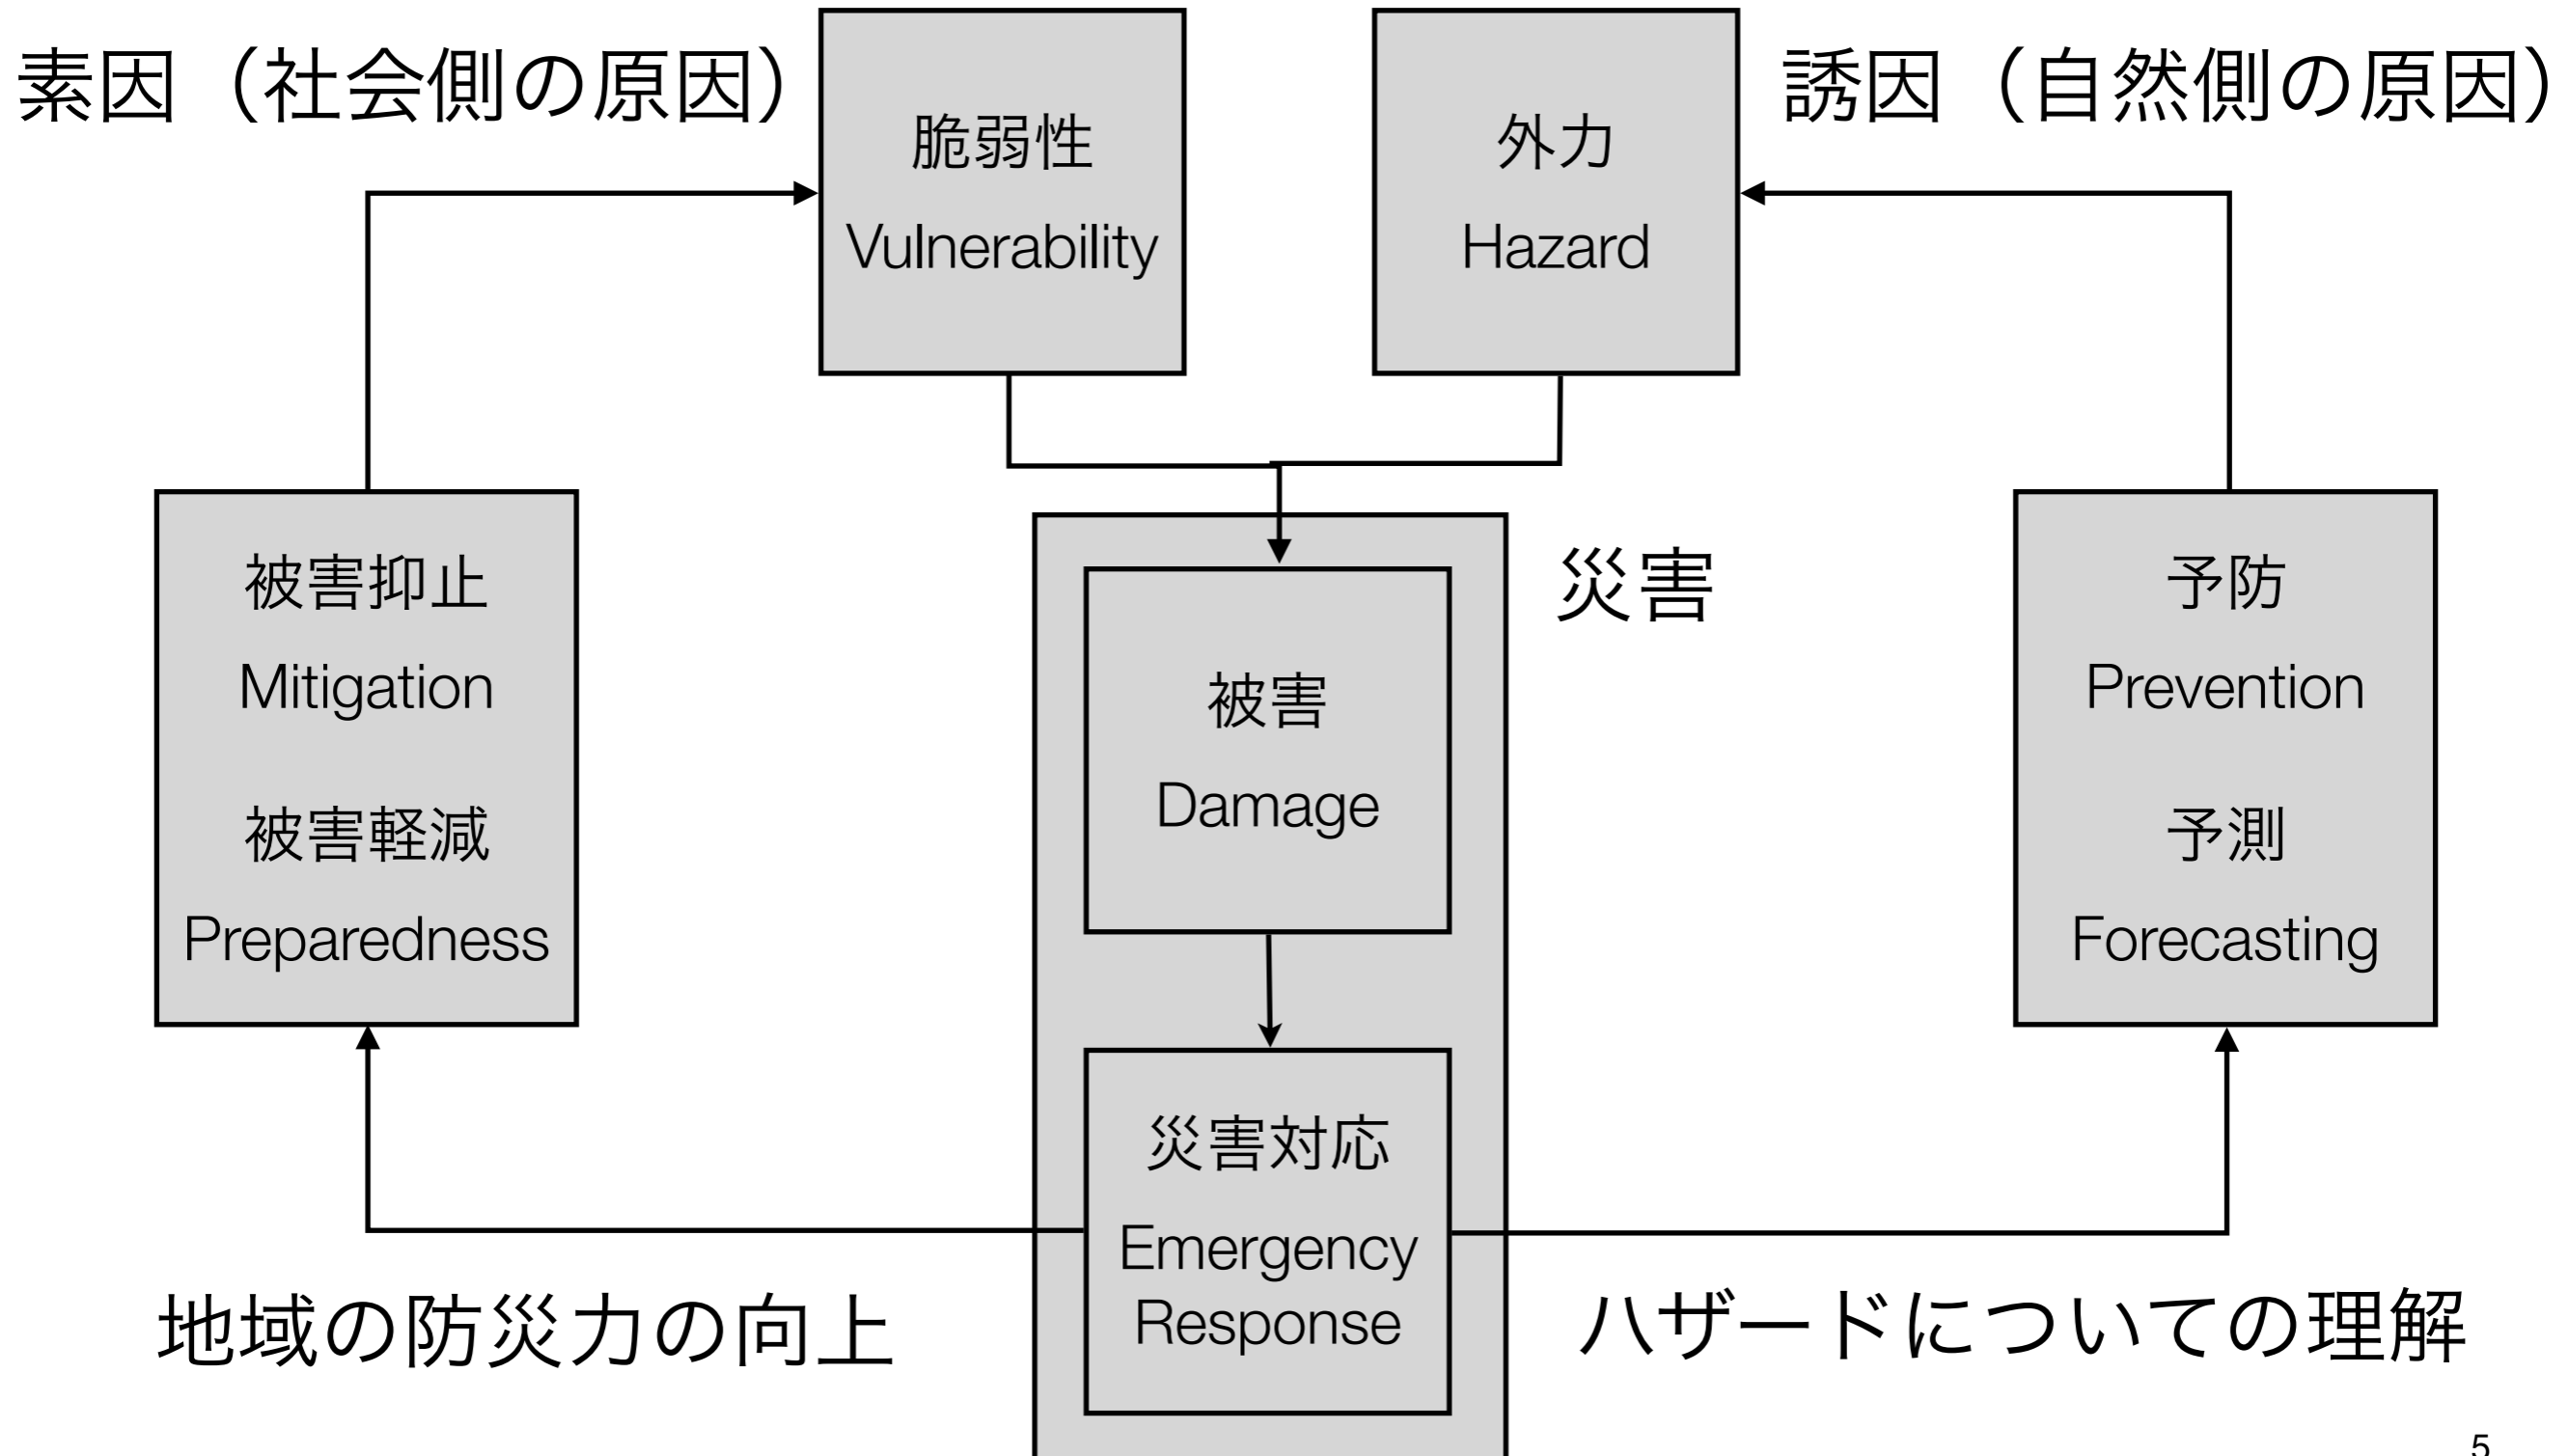 素因（社会側の原因）
脆弱性
Vulnerability
外力
Hazard
誘因（自然側の原因）
被害抑止
Mitigation
被害軽減
Preparedness
災害
被害
Damage
予防
Prevention
予測
Forecasting
災害対応
Emergency
Response
地域の防災力の向上
ハザードについての理解
5